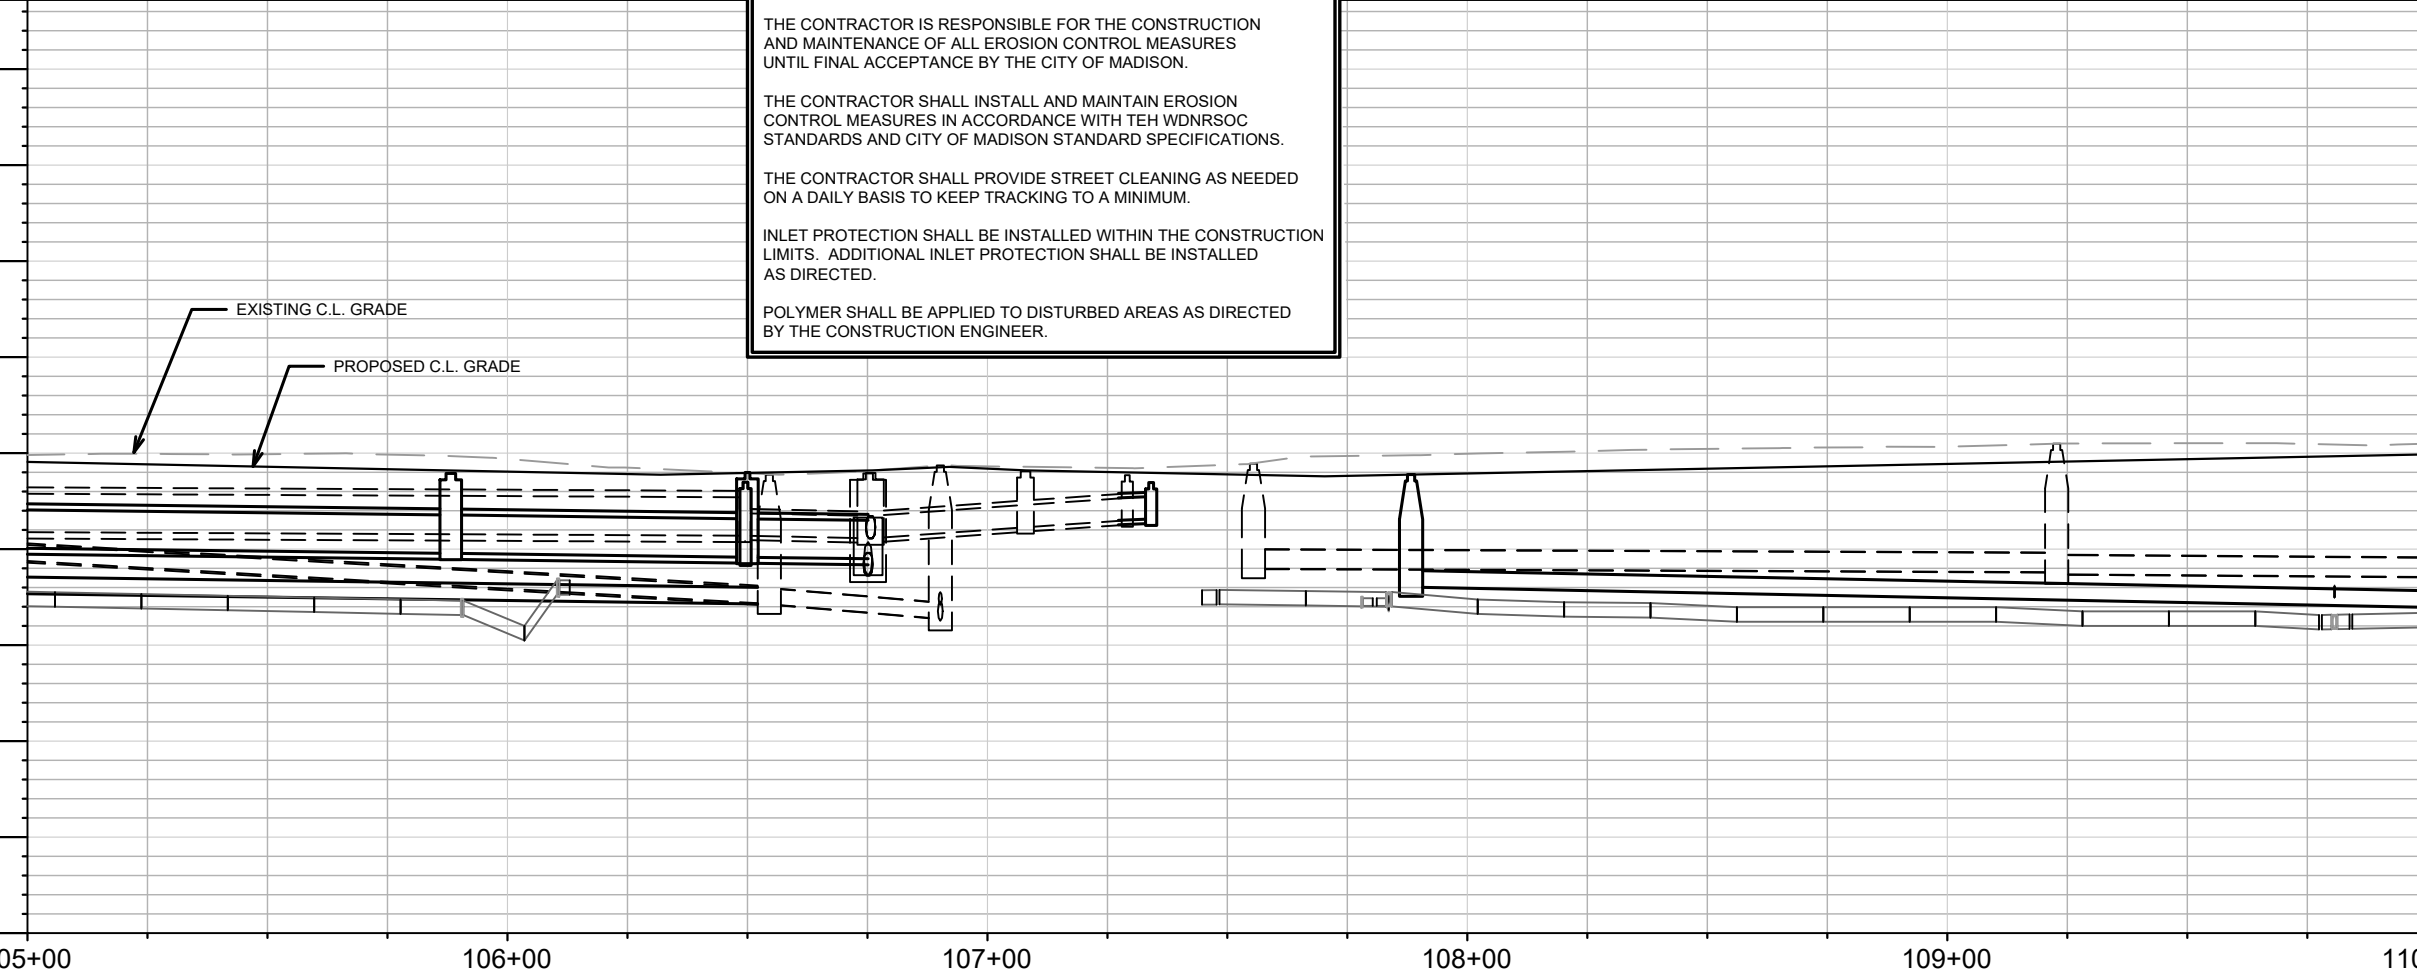 THE CONTRACTOR IS RESPONSIBLE FOR THE CONSTRUCTION
AND MAINTENANCE OF ALL EROSION CONTROL MEASURES
UNTIL FINAL ACCEPTANCE BY THE CITY OF MADISON.
THE CONTRACTOR SHALL INSTALL AND MAINTAIN EROSION
CONTROL MEASURES IN ACCORDANCE WITH TEH WDNRSOC
STANDARDS AND CITY OF MADISON STANDARD SPECIFICATIONS.
THE CONTRACTOR SHALL PROVIDE STREET CLEANING AS NEEDED
ON A DAILY BASIS TO KEEP TRACKING TO A MINIMUM.
INLET PROTECTION SHALL BE INSTALLED WITHIN THE CONSTRUCTION
LIMITS.  ADDITIONAL INLET PROTECTION SHALL BE INSTALLED
AS DIRECTED.
POLYMER SHALL BE APPLIED TO DISTURBED AREAS AS DIRECTED
BY THE CONSTRUCTION ENGINEER.
EXISTING C.L. GRADE
PROPOSED C.L. GRADE
05+00 106+00 107+00 108+00 109+00 110